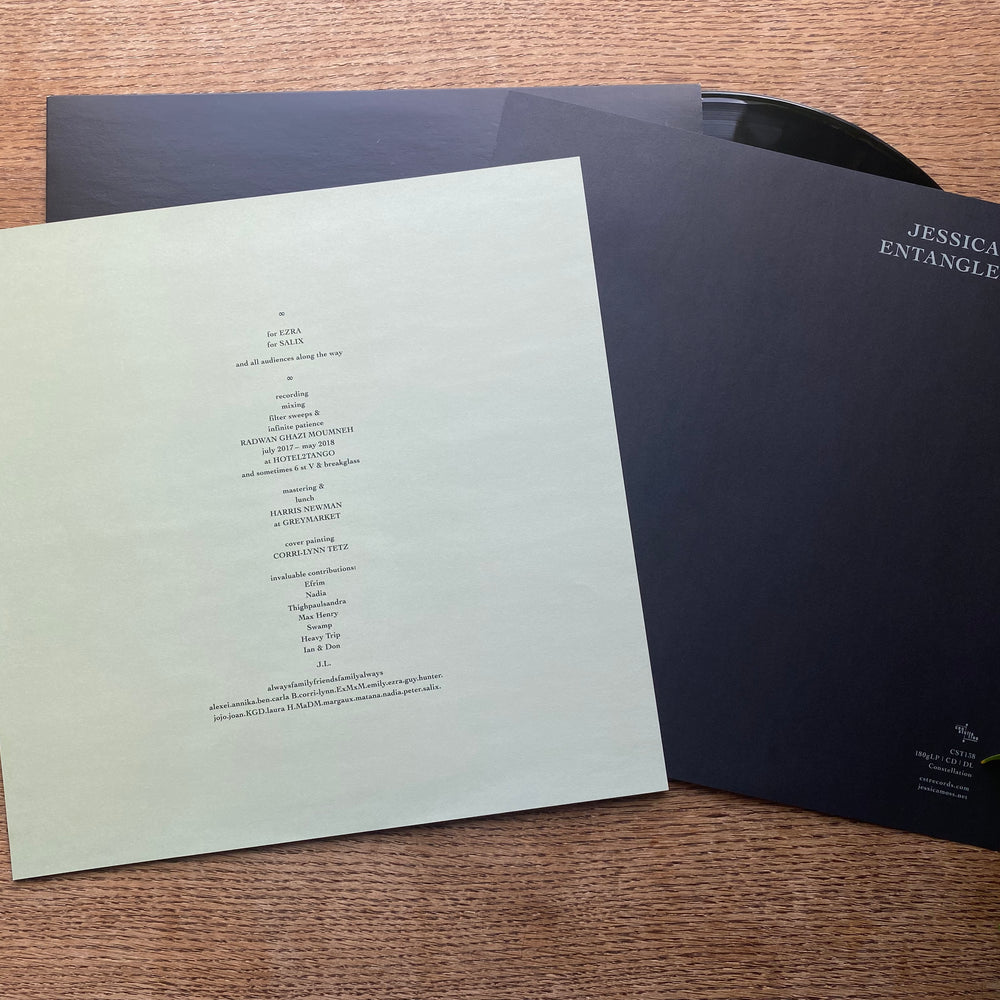 ∞
for EZRA
for SALIX
and all audiences along the way
∞
recording
mixing
filter sweeps &
infinite patience
RADWAN GHAZI MOUMNEH
july 2017 – may 2018
at HOTEL2TANGO
and sometimes 6 st V & breakglass
mastering &
lunch
HARRIS NEWMAN
at GREYMARKET
cover painting
CORRI-LYNN TETZ
invaluable contributions:
Efrim
Nadia
Thighpaulsandra
Max Henry
Swamp
Heavy Trip
Ian & Don
J.L.
alwaysfamilyfriendsfamilyalways
alexei.annika.ben.carla B.corri-lynn.ExMxM.emily.ezra.guy.hunter.
jojo.joan.KGD.laura H.MaDM.margaux.matana.nadia.peter.salix.
JESSICA
ENTANGLE
CST138
180gLP | CD | DL
Constellation
cstrecords.com
jessicamoss.net